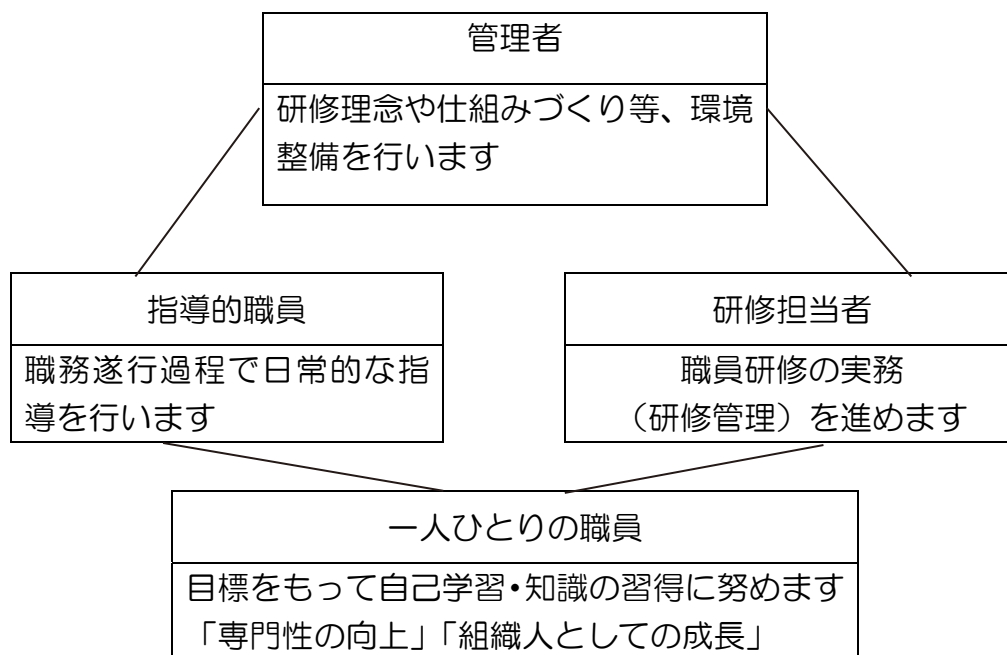 管理者
研修理念や仕組みづくり等、環境
整備を行います
指導的職員
職務遂行過程で日常的な指
導を行います
研修担当者
職員研修の実務
（研修管理）を進めます
一人ひとりの職員
目標をもって自己学習・知識の習得に努めます
「専門性の向上」「組織人としての成長」